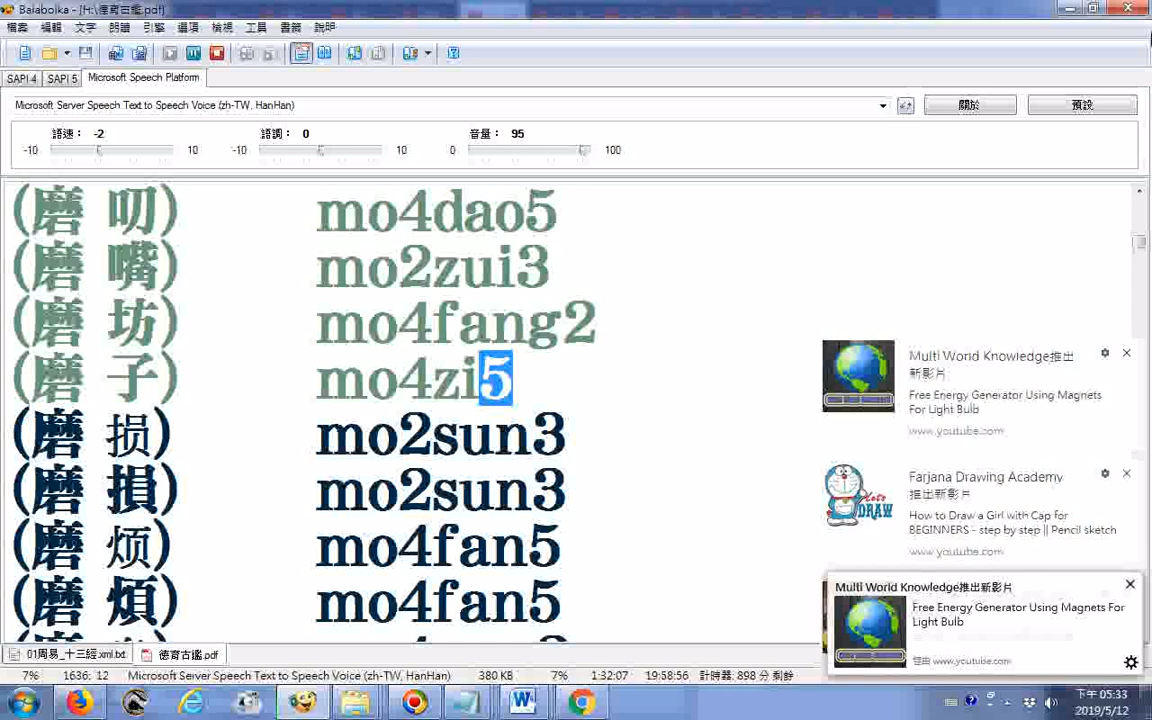 Balabolka - [H:\德育古鑑.pdf]
檔案 編輯 文字 朗讀 引擎 選項 檢視 工具 書籤 說明
SAPI 4 SAPI 5 Microsoft Speech Platform
Microsoft Server Speech Text to Speech Voice (zh-TW, HanHan)
關於 預設
語速： -2 語調： 0 音量： 95
-10 10 -10 10 0 100
(磨 叨) mo4dao5
(磨 嘴) mo2zui3
(磨 坊) mo4fang2
(磨 子) mo4zi5
(磨 损) mo2sun3
(磨 損) mo2sun3
(磨 烦) mo4fan5
(磨 煩) mo4fan5
Multi World Knowledge推出
新影片
Free Energy Generator Using Magnets
For Light Bulb
www.youtube.com
Farjana Drawing Academy
推出新影片
How to Draw a Girl with Cap for
BEGINNERS - step by step || Pencil sketch
www.youtube.com
Let's
DRAW
Multi World Knowledge推出新影片
Free Energy Generator Using Magnets For
Light Bulb
經由 www.youtube.com
01周易_十三經.xml.txt 德育古鑑.pdf
7% 1636: 12 Microsoft Server Speech Text to Speech Voice (zh-TW, HanHan) 380 KB 7% 1:32:07 19:58:56 計時器: 898 分 剩餘
下午 05:33
2019/5/12